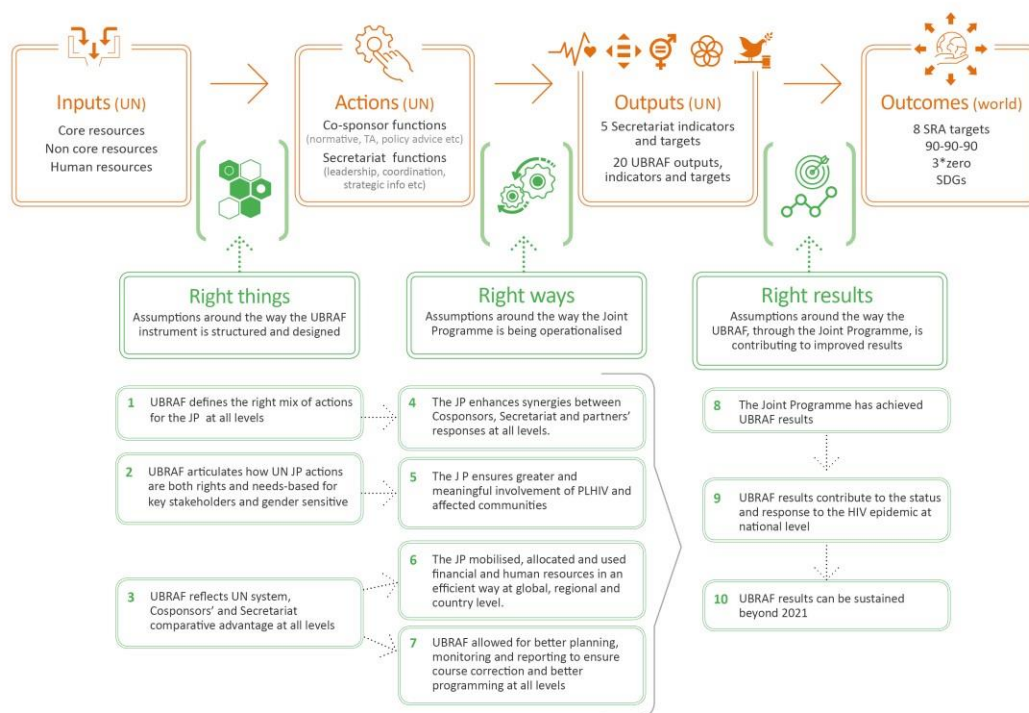 Inputs (UN)
Core resources
Non core resources
Human resources
Actions (UN)
Co-sponsor functions
(normative, TA, policy advice etc)
Secretariat functions
(leadership, coordination,
strategic info etc)
Outputs (UN)
5 Secretariat indicators
and targets
20 UBRAF outputs,
indicators and targets
Outcomes (world)
8 SRA targets
90-90-90
3*zero
SDGs
Right things
Assumptions around the way the UBRAF
instrument is structured and designed
Right ways
Assumptions around the way the Joint
Programme is being operationalised
Right results
Assumptions around the way the
UBRAF, through the Joint Programme, is
contributing to improved results
1 UBRAF defines the right mix of actions
for the JP at all levels
2 UBRAF articulates how UN JP actions
are both rights and needs-based for
key stakeholders and gender sensitive
3 UBRAF reflects UN system,
Cosponsors' and Secretariat
comparative advantage at all levels
4 The JP enhances synergies between
Cosponsors, Secretariat and partners'
responses at all levels.
5 The J P ensures greater and
meaningful involvement of PLHIV and
affected communities
6 The JP mobilised, allocated and used
financial and human resources in an
efficient way at global, regional and
country level.
7 UBRAF allowed for better planning,
monitoring and reporting to ensure
course correction and better
programming at all levels
8 The Joint Programme has achieved
UBRAF results
9 UBRAF results contribute to the status
and response to the HIV epidemic at
national level
10 UBRAF results can be sustained
beyond 2021